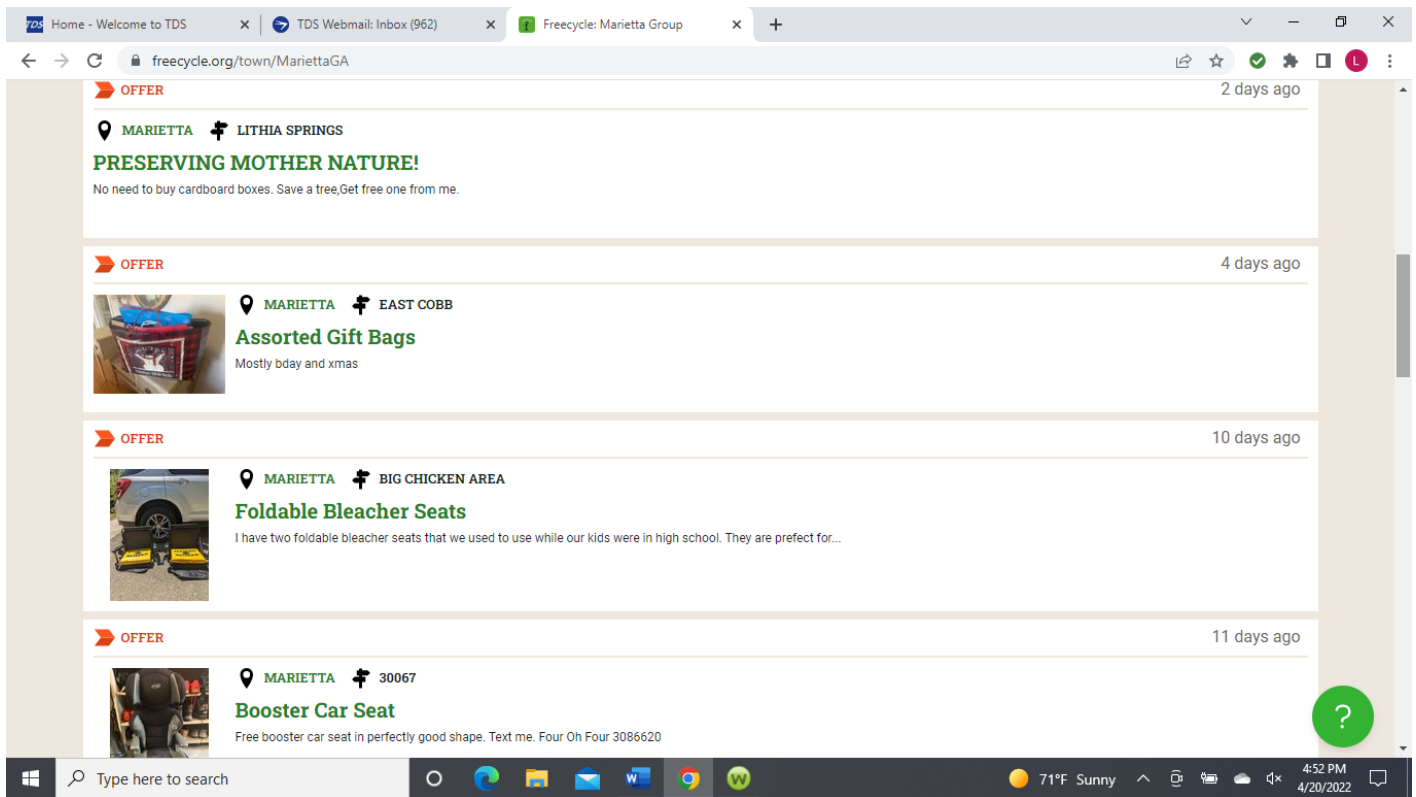 TDS Home - Welcome to TDS
TDS Webmail: Inbox (962)
f Freecycle: Marietta Group
freecycle.org/town/MariettaGA
L
OFFER
2 days ago
MARIETTA LITHIA SPRINGS
PRESERVING MOTHER NATURE!
No need to buy cardboard boxes. Save a tree,Get free one from me.
OFFER
4 days ago
MARIETTA EAST COBB
Assorted Gift Bags
Mostly bday and xmas
OFFER
10 days ago
MARIETTA BIG CHICKEN AREA
Foldable Bleacher Seats
I have two foldable bleacher seats that we used to use while our kids were in high school. They are prefect for...
OFFER
11 days ago
MARIETTA 30067
Booster Car Seat
Free booster car seat in perfectly good shape. Text me. Four Oh Four 3086620
?
Type here to search
W
W
71°F Sunny
4:52 PM
4/20/2022